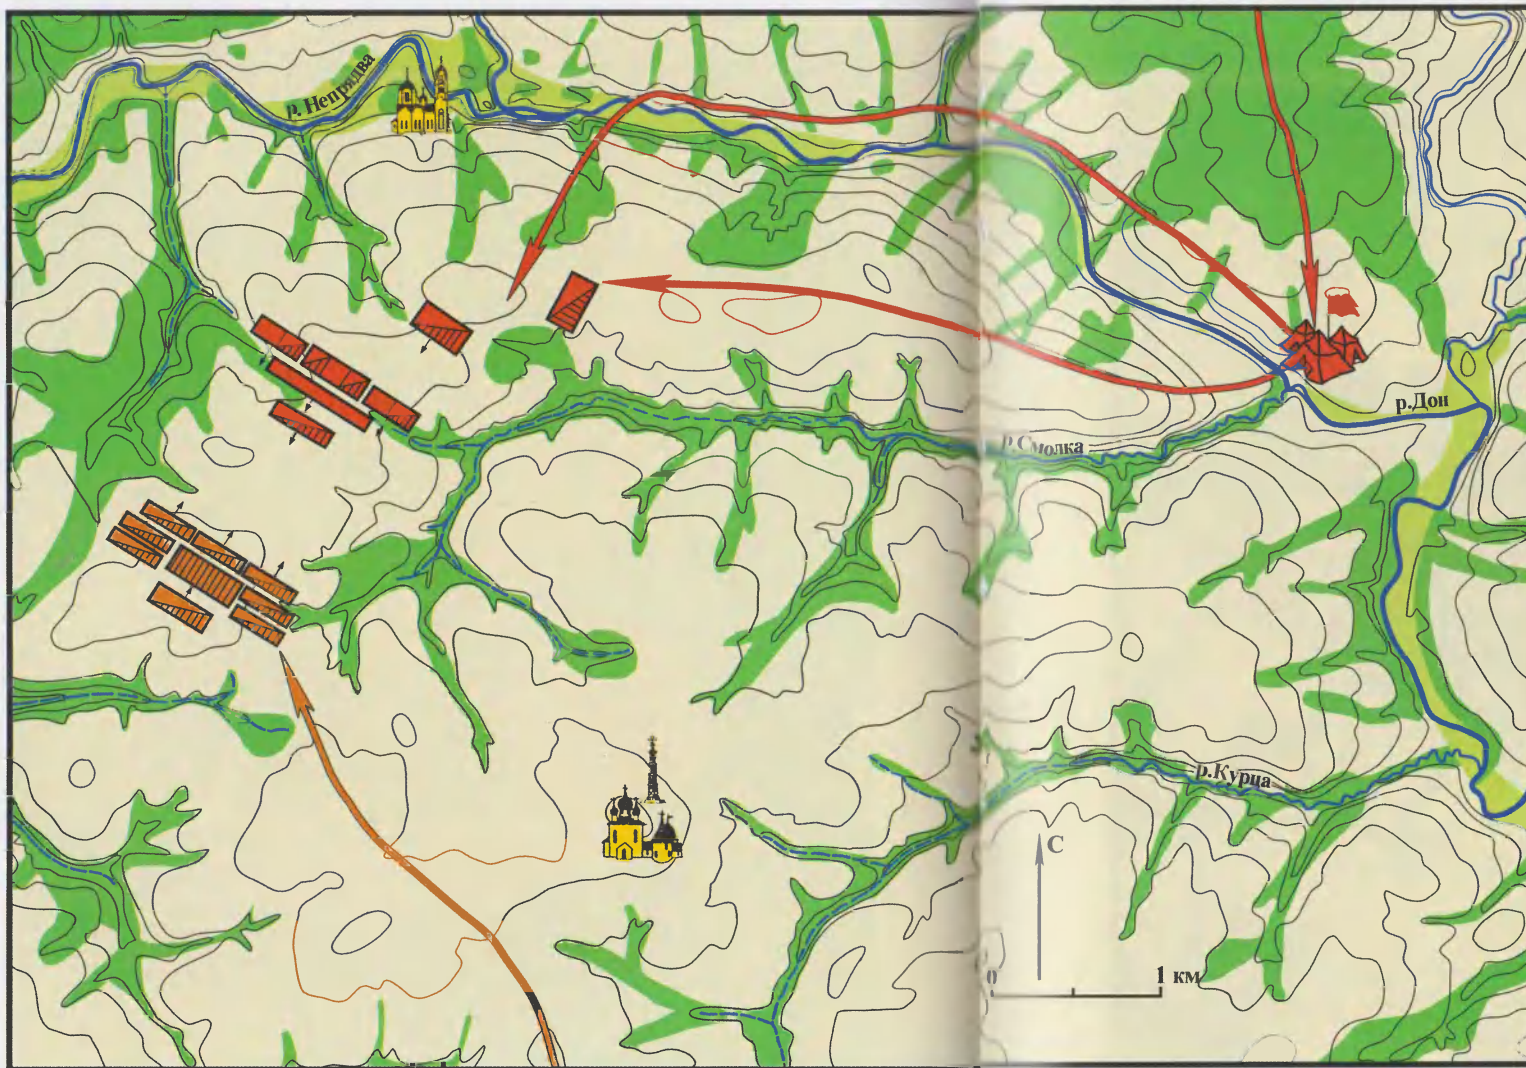 р. Непрядва
р.Дон
р.Смолка
р.Курца
С
0
1 км